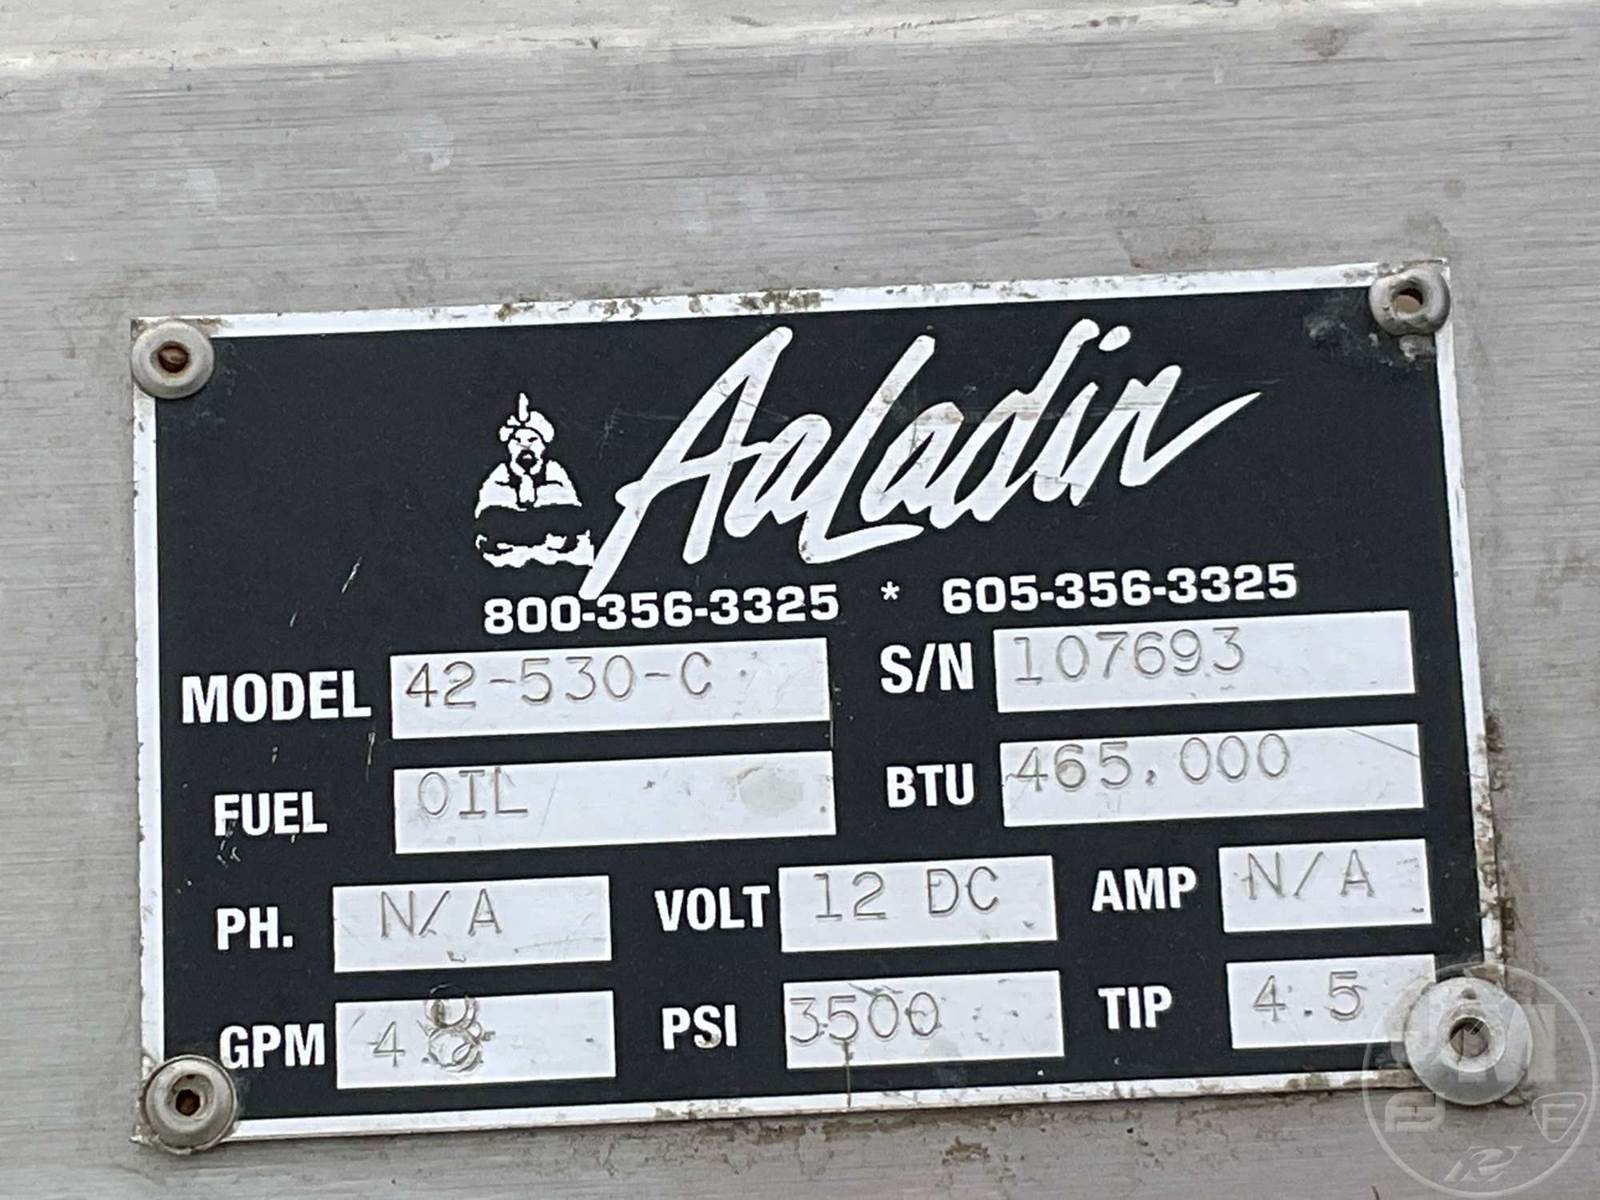 AaLadin
800-356-3325 * 605-356-3325
MODEL 42-530-C S/N 107693
FUEL OIL BTU 465,000
PH. N/A VOLT 12 DC AMP N/A
GPM PSI 3500 TIP 4.5